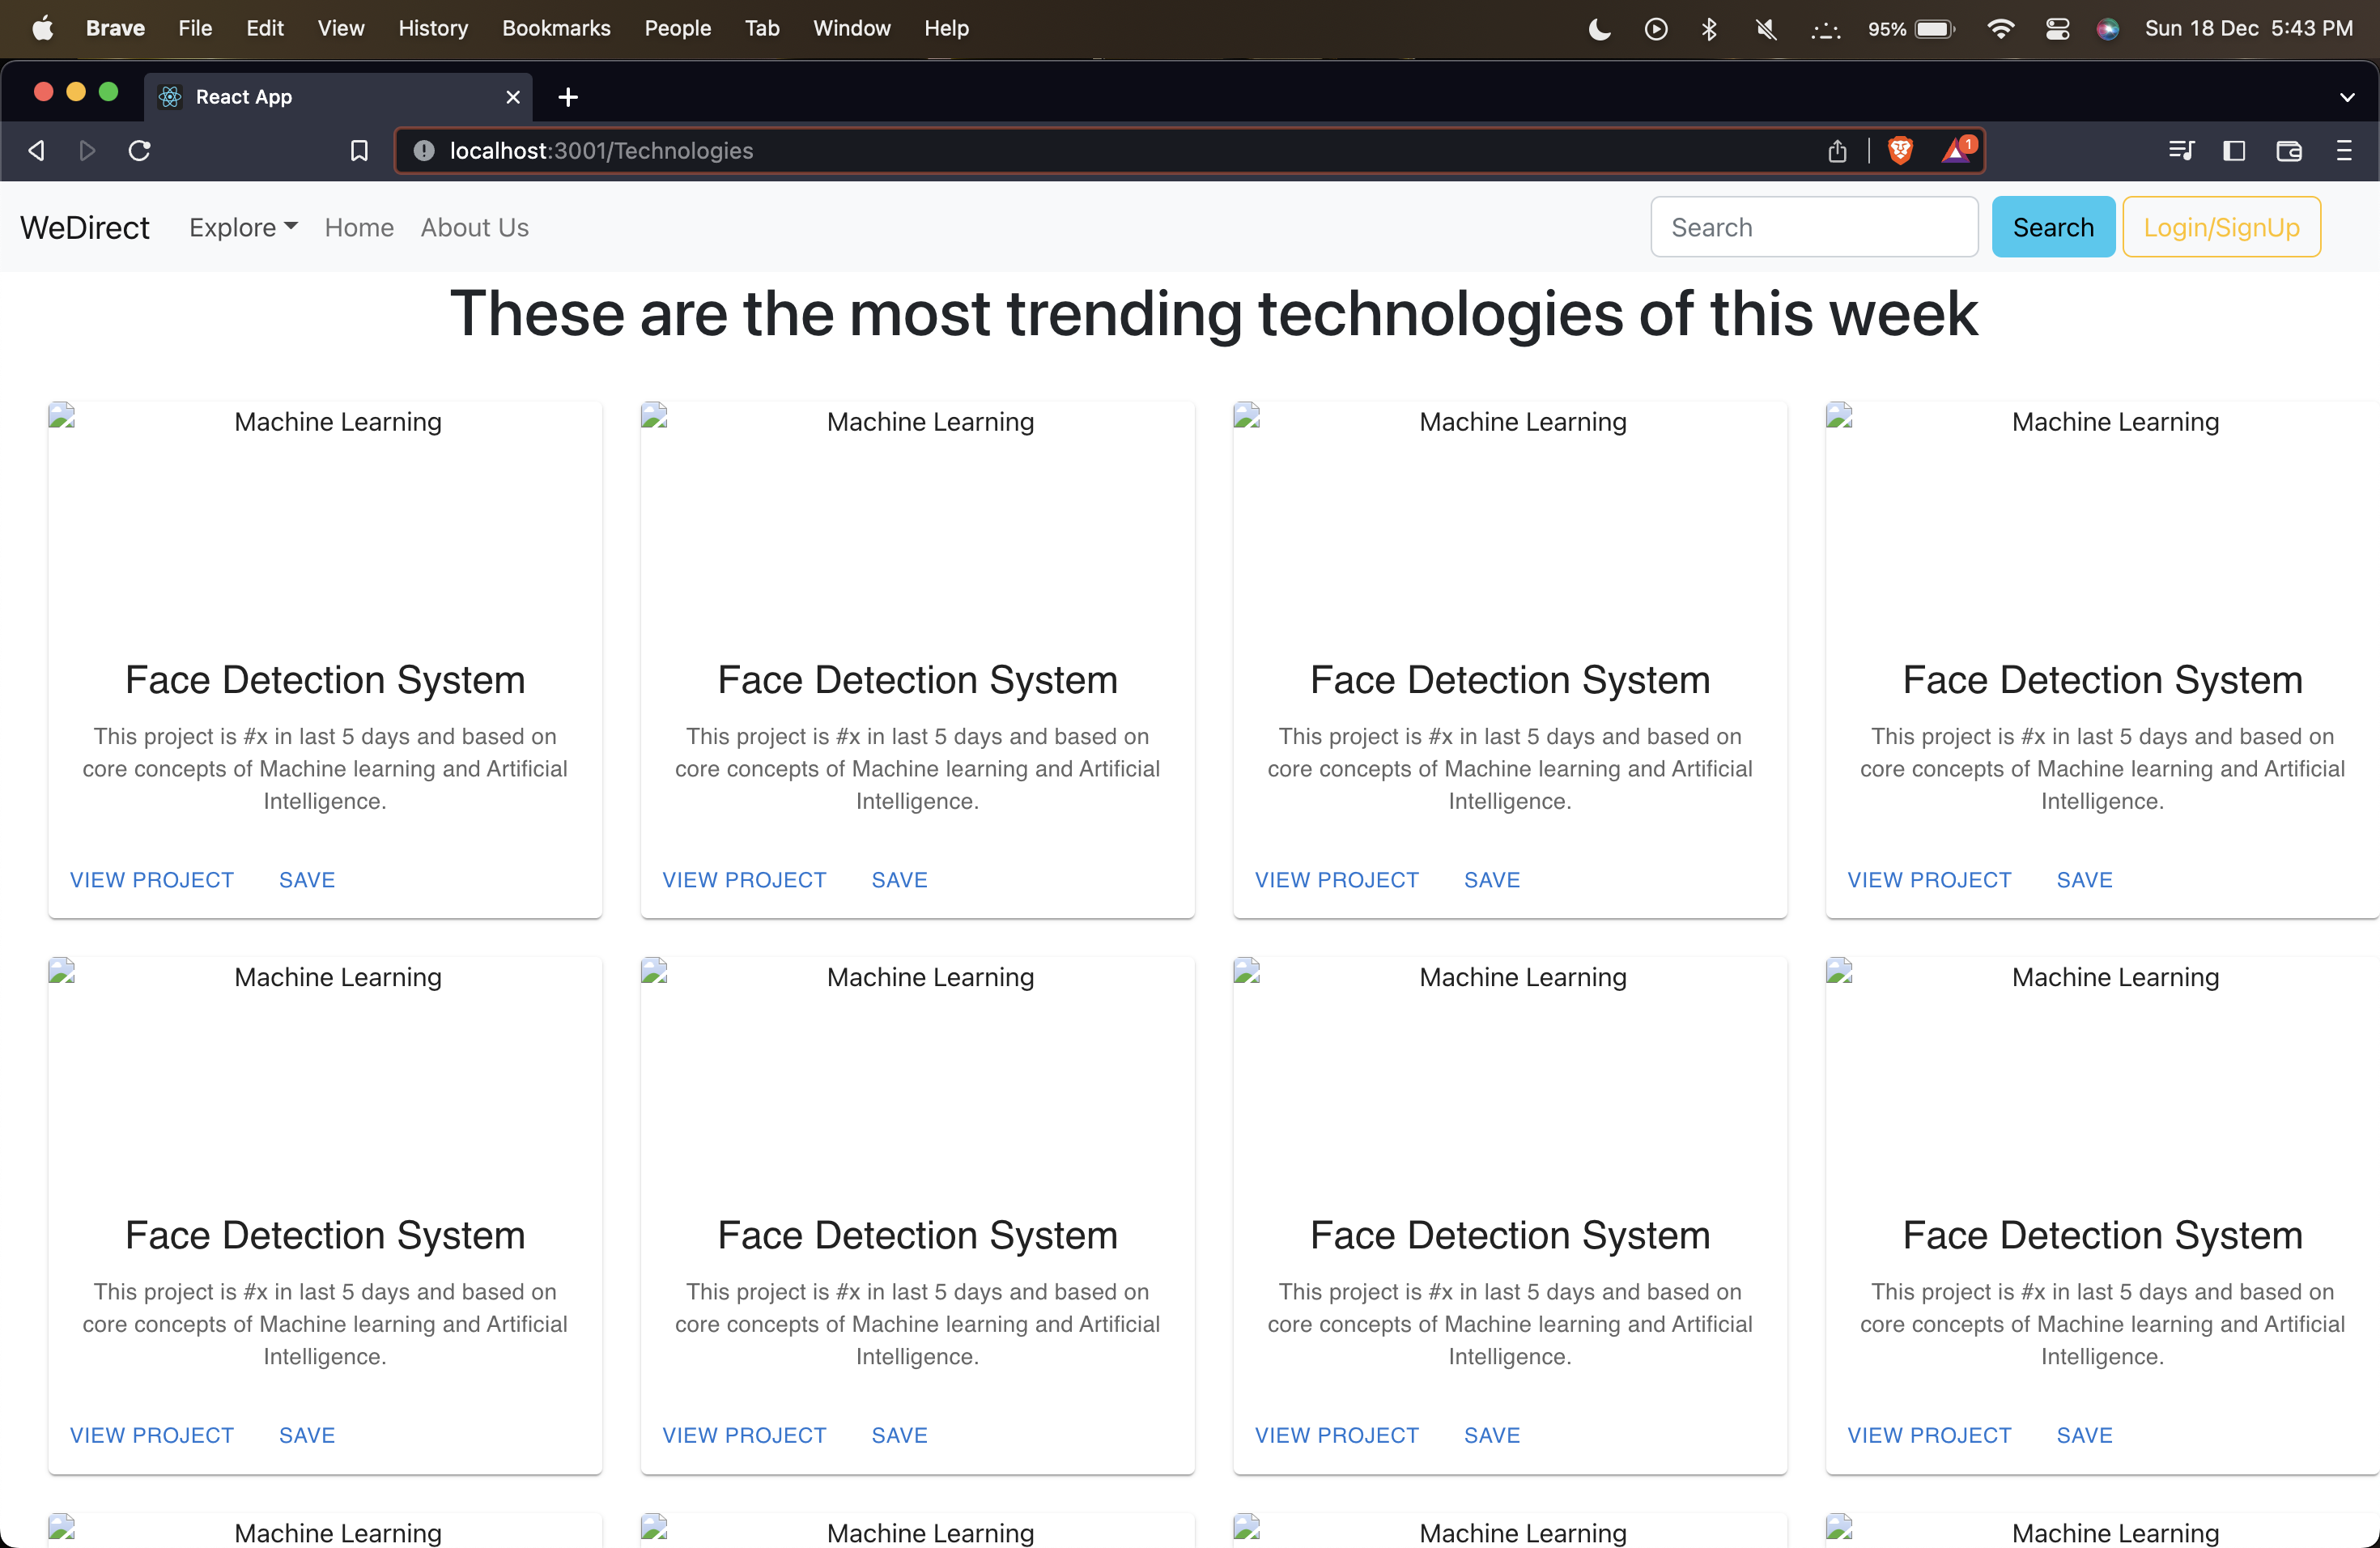 Brave File Edit View History Bookmarks People Tab Window Help 95% Sun 18 Dec 5:43 PM
React App
localhost:3001/Technologies 1
WeDirect Explore Home About Us Search Search Login/SignUp
These are the most trending technologies of this week
Machine Learning Machine Learning Machine Learning Machine Learning
Face Detection System Face Detection System Face Detection System Face Detection System
This project is #x in last 5 days and based on This project is #x in last 5 days and based on This project is #x in last 5 days and based on This project is #x in last 5 days and based on
core concepts of Machine learning and Artificial core concepts of Machine learning and Artificial core concepts of Machine learning and Artificial core concepts of Machine learning and Artificial
Intelligence. Intelligence. Intelligence. Intelligence.
VIEW PROJECT SAVE VIEW PROJECT SAVE VIEW PROJECT SAVE VIEW PROJECT SAVE
Machine Learning Machine Learning Machine Learning Machine Learning
Face Detection System Face Detection System Face Detection System Face Detection System
This project is #x in last 5 days and based on This project is #x in last 5 days and based on This project is #x in last 5 days and based on This project is #x in last 5 days and based on
core concepts of Machine learning and Artificial core concepts of Machine learning and Artificial core concepts of Machine learning and Artificial core concepts of Machine learning and Artificial
Intelligence. Intelligence. Intelligence. Intelligence.
VIEW PROJECT SAVE VIEW PROJECT SAVE VIEW PROJECT SAVE VIEW PROJECT SAVE
Machine Learning Machine Learning Machine Learning Machine Learning